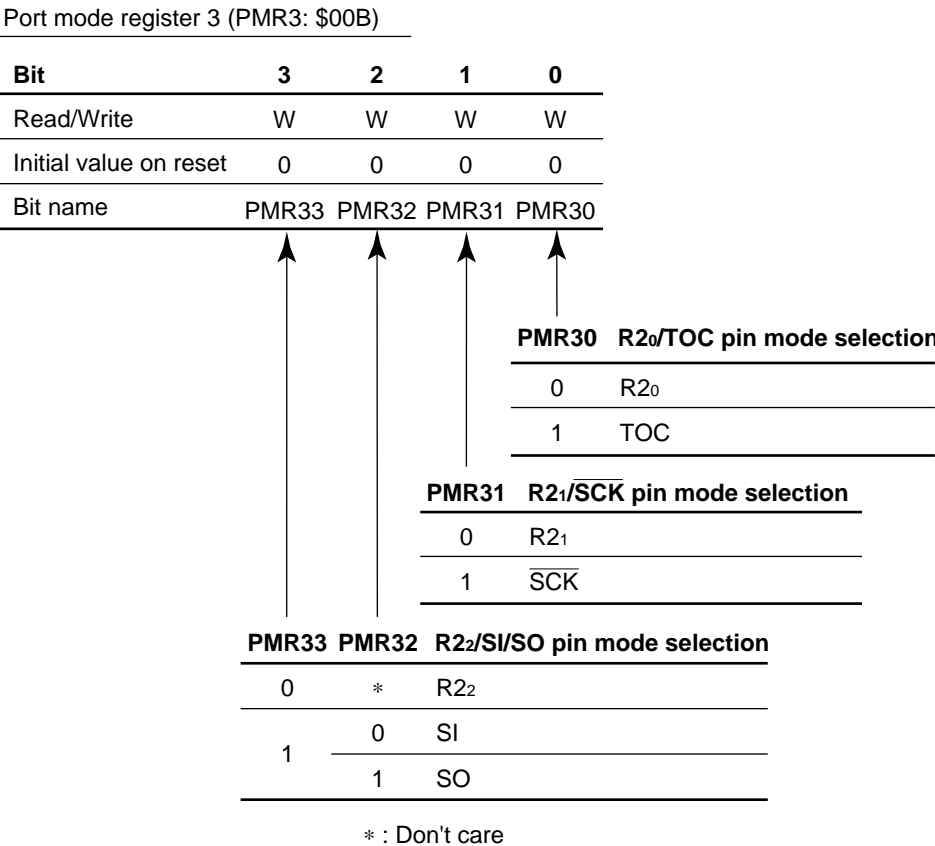 Port mode register 3 (PMR3: $00B)
Bit 3 2 1 0
Read/Write W W W W
Initial value on reset 0 0 0 0
Bit name PMR33 PMR32 PMR31 PMR30
PMR30 R2₀/TOC pin mode selection
0 R2₀
1 TOC
PMR31 R2₁/S̅C̅K̅ pin mode selection
0 R2₁
1 S̅C̅K̅
PMR33 PMR32 R2₂/SI/SO pin mode selection
0 * R2₂
1 0 SI
1 SO
* : Don't care